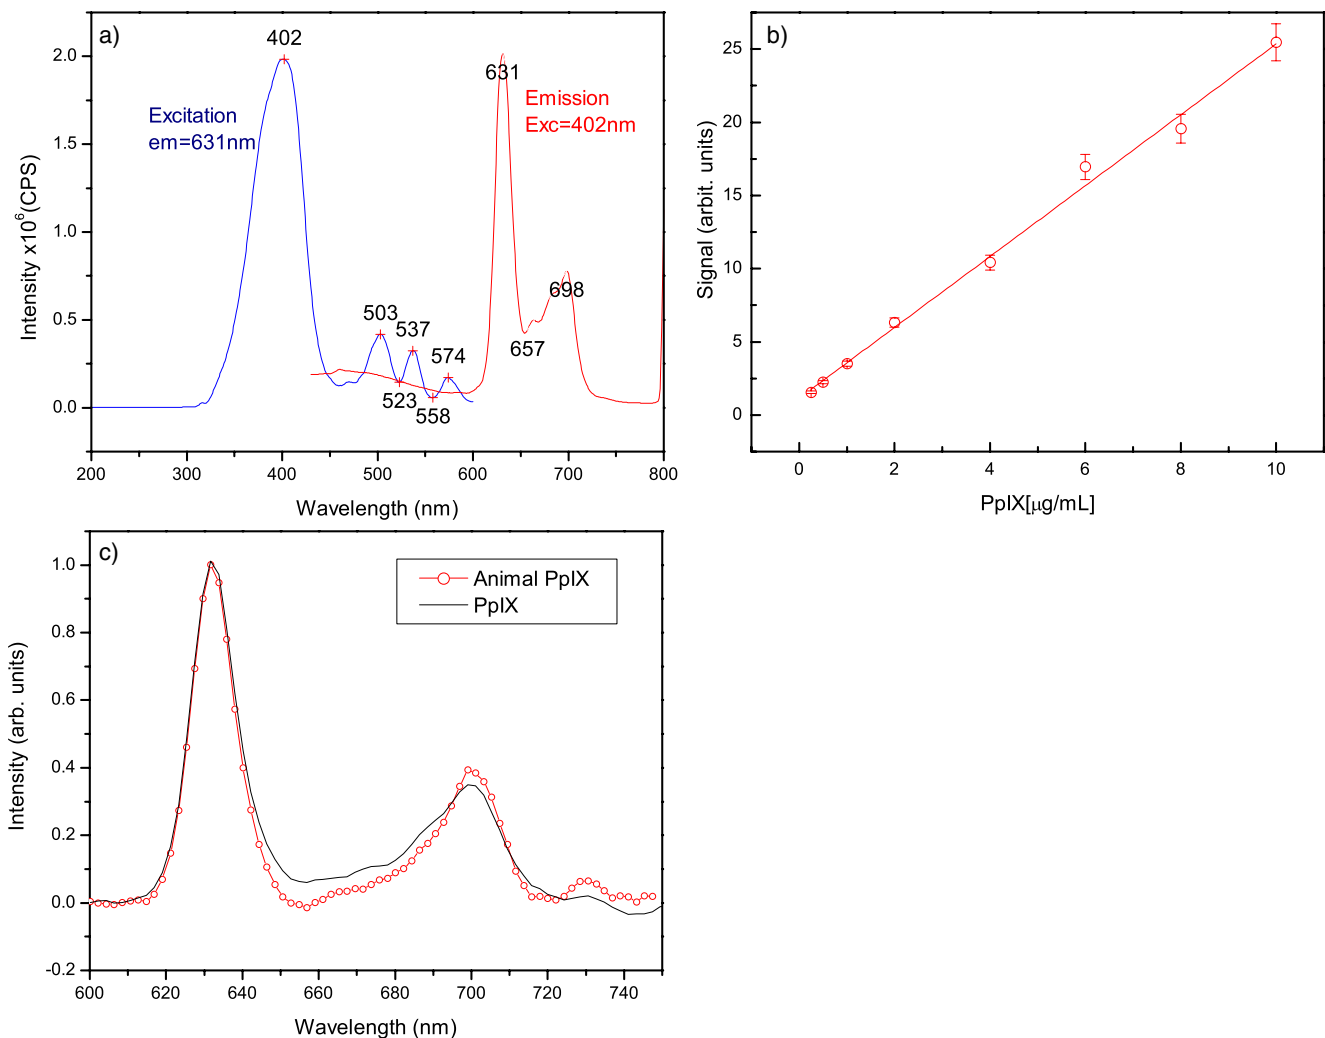 a)
402
2.0
1.5
1.0
0.5
0.0
Excitation
em=631nm
631
Emission
Exc=402nm
503
537
574
523
558
657
698
Intensity x10⁶(CPS)
200 300 400 500 600 700 800
Wavelength (nm)
b)
25
20
15
10
5
0
Signal (arbit. units)
0 2 4 6 8 10
PpIX[μg/mL]
c)
1.0
0.8
0.6
0.4
0.2
0.0
-0.2
Animal PpIX
PpIX
Intensity (arb. units)
600 620 640 660 680 700 720 740
Wavelength (nm)